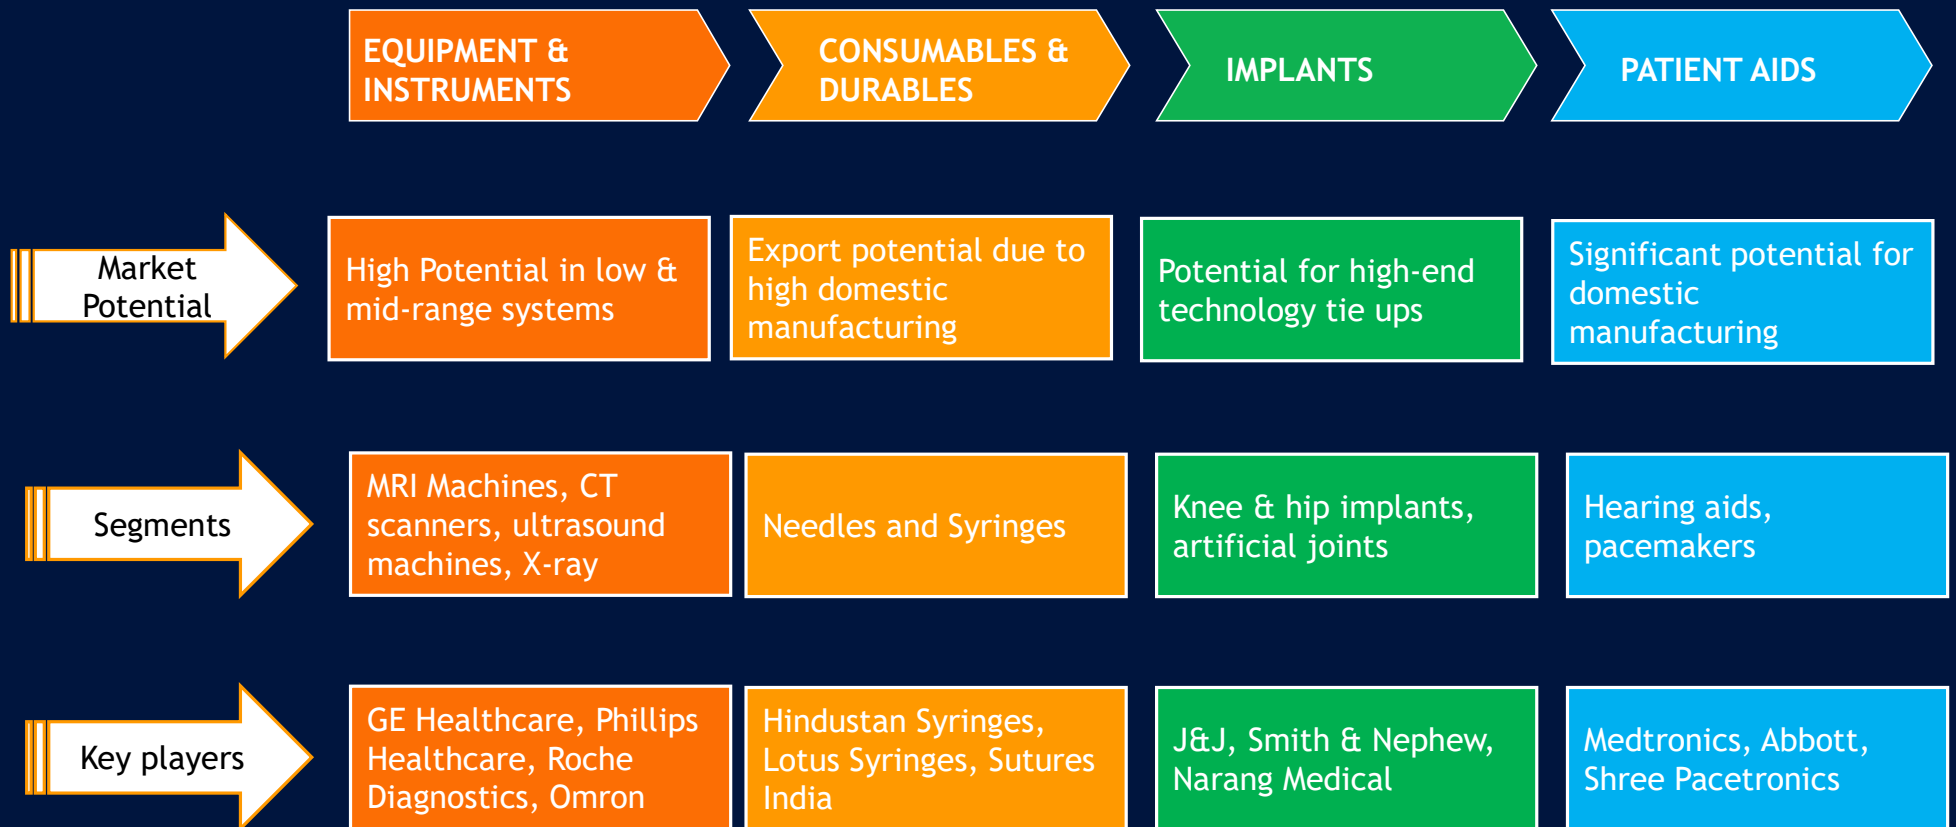 EQUIPMENT &
INSTRUMENTS
CONSUMABLES &
DURABLES
IMPLANTS
PATIENT AIDS
Market
Potential
High Potential in low &
mid-range systems
Export potential due to
high domestic
manufacturing
Potential for high-end
technology tie ups
Significant potential for
domestic
manufacturing
Segments
MRI Machines, CT
scanners, ultrasound
machines, X-ray
Needles and Syringes
Knee & hip implants,
artificial joints
Hearing aids,
pacemakers
Key players
GE Healthcare, Phillips
Healthcare, Roche
Diagnostics, Omron
Hindustan Syringes,
Lotus Syringes, Sutures
India
J&J, Smith & Nephew,
Narang Medical
Medtronics, Abbott,
Shree Pacetronics